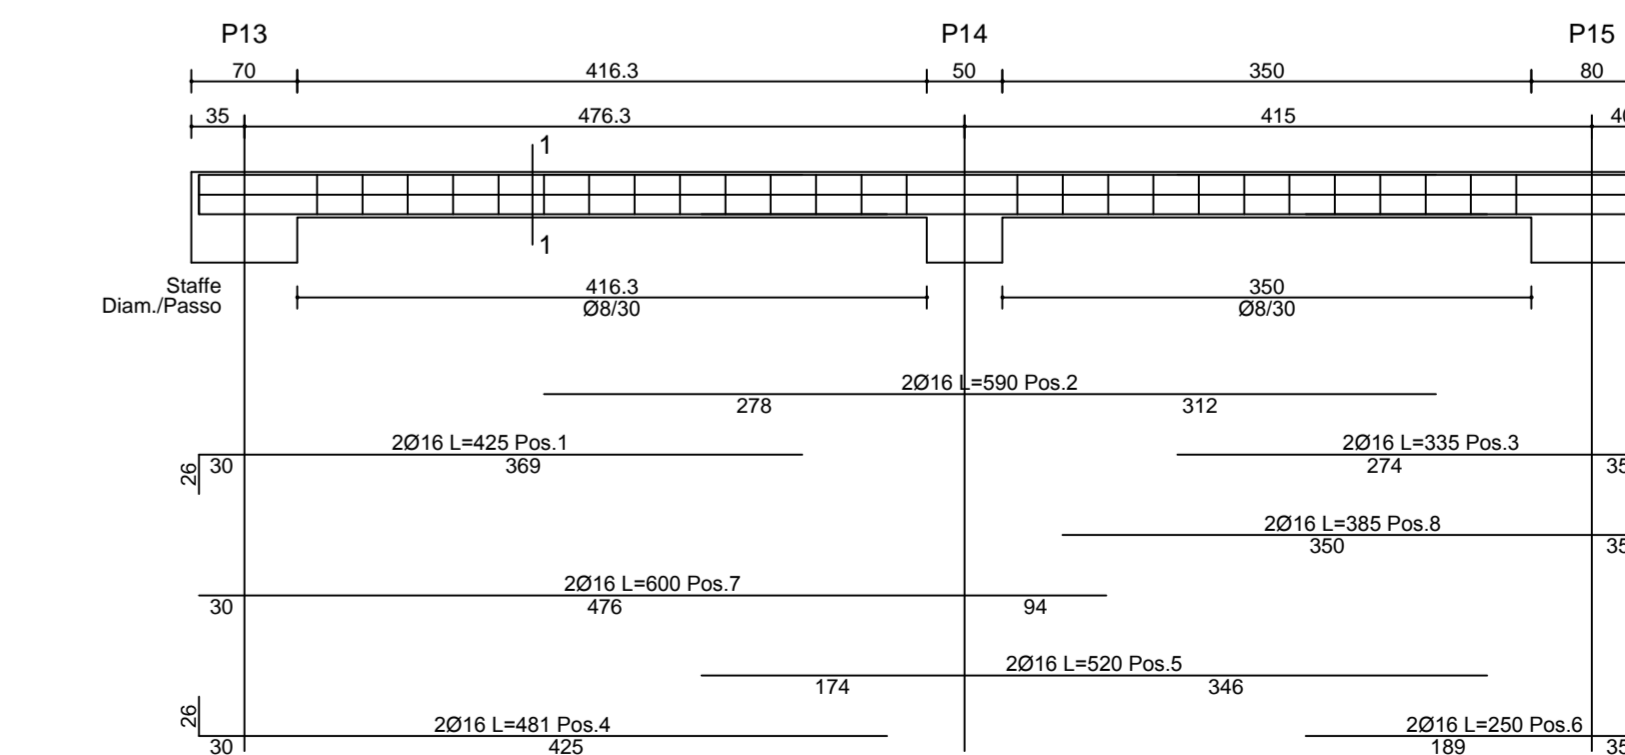 P13 P14 P15
70 416.3 50 350 80
35 476.3 415
1
1
Staffe
Diam./Passo
416.3 350
Ø8/30 Ø8/30
2Ø16 L=590 Pos.2
278 312
2Ø16 L=425 Pos.1 2Ø16 L=335 Pos.3
26 30 369 274 35
2Ø16 L=385 Pos.8
350 35
2Ø16 L=600 Pos.7
30 476 94
2Ø16 L=520 Pos.5
174 346
26 2Ø16 L=481 Pos.4 2Ø16 L=250 Pos.6
30 425 189 35